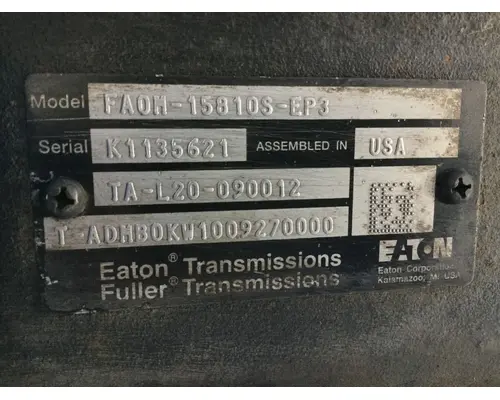 Model FAOM-15810S-EP3
Serial K1135621 ASSEMBLED IN USA
TA-L20-090012
T ADMB0KW1009270000
EATON
Eaton® Transmissions
Eaton Corporation
Fuller® Transmissions
Kalamazoo, MI USA